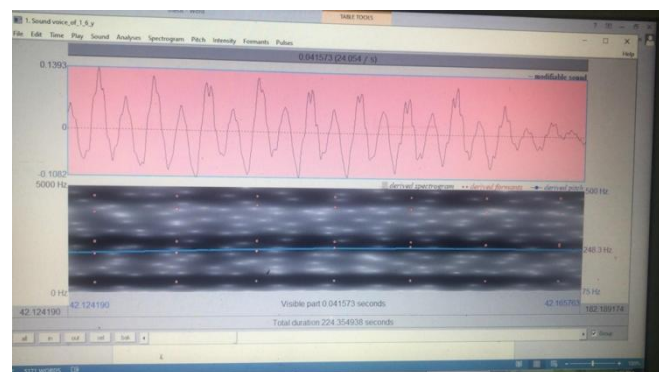 TABLE TOOLS
1. Sound voice_of_1_6_y
File Edit Time Play Sound Analyses Spectrogram Pitch Intensity Formants Pulses
Help
0.041573 (24.054 / s)
modifiable sound
0.1393
0
-0.1082
5000 Hz
derived spectrogram derived formants derived pitch
500 Hz
248.3 Hz
0 Hz
75 Hz
42.124190
Visible part 0.041573 seconds
42.165763
42.124190
182.189174
Total duration 224.354938 seconds
all in out sel bak
Group
WORDS